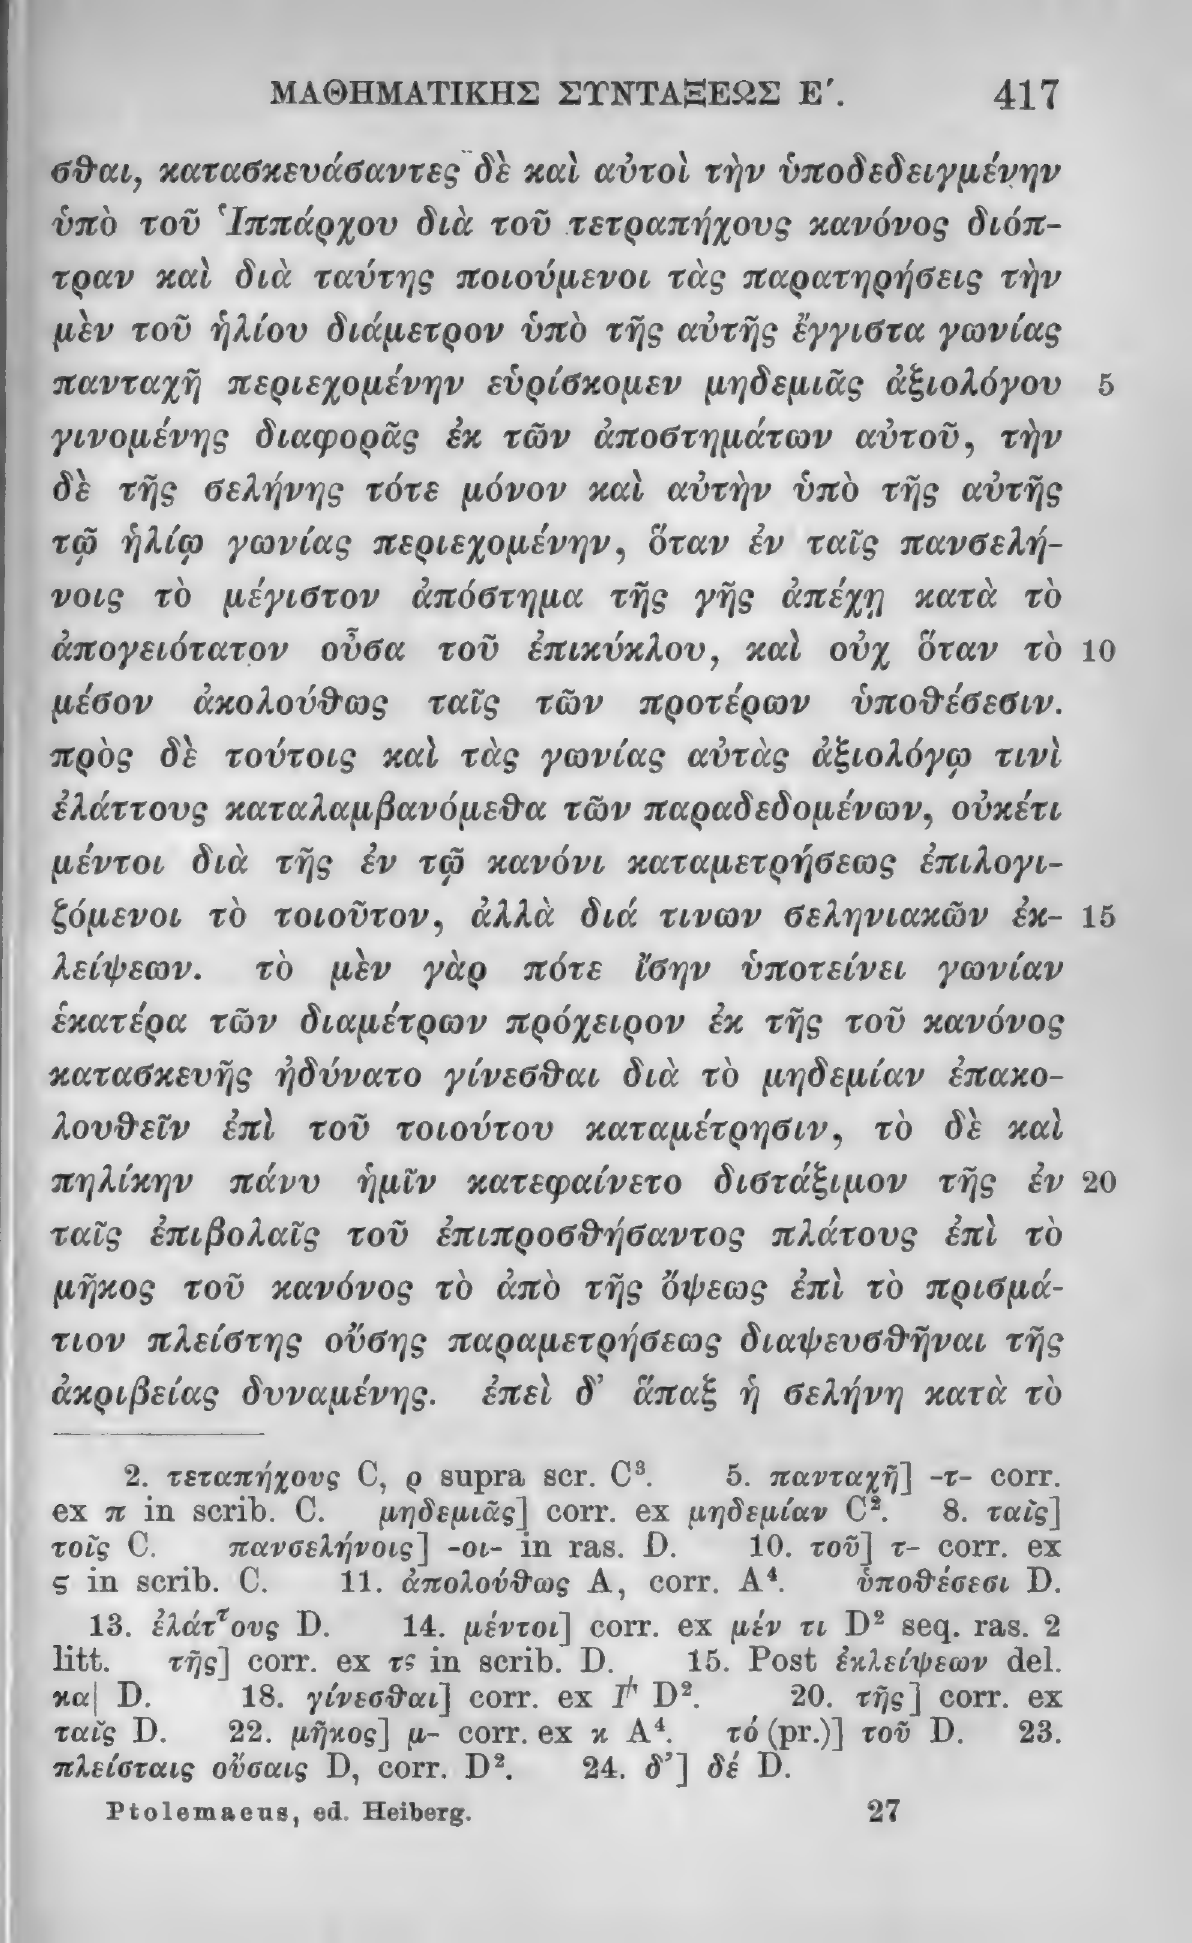 ΜΑΘΗΜΑΤΙΚΗΣ ΣΥΝΤΑΞΕΩΣ Ε΄. 417
σθαι, κατασκευάσαντες δὲ καὶ αὐτοὶ τὴν ὑποδεδειγμένην
ὑπὸ τοῦ Ἱππάρχου διὰ τοῦ τετραπήχους κανόνος διόπ-
τραν καὶ διὰ ταύτης ποιούμενοι τὰς παρατηρήσεις τὴν
μὲν τοῦ ἡλίου διάμετρον ὑπὸ τῆς αὐτῆς ἔγγιστα γωνίας
πανταχῆ περιεχομένην εὑρίσκομεν μηδεμιᾶς ἀξιολόγου 5
γινομένης διαφορᾶς ἐκ τῶν ἀποστημάτων αὐτοῦ, τὴν
δὲ τῆς σελήνης τότε μόνον καὶ αὐτὴν ὑπὸ τῆς αὐτῆς
τῷ ἡλίῳ γωνίας περιεχομένην, ὅταν ἐν ταῖς πανσελή-
νοις τὸ μέγιστον ἀπόστημα τῆς γῆς ἀπέχῃ κατὰ τὸ
ἀπογειότατον οὖσα τοῦ ἐπικύκλου, καὶ οὐχ ὅταν τὸ 10
μέσον ἀκολούθως ταῖς τῶν προτέρων ὑποθέσεσιν.
πρὸς δὲ τούτοις καὶ τὰς γωνίας αὐτὰς ἀξιολόγῳ τινὶ
ἐλάττους καταλαμβανόμεθα τῶν παραδεδομένων, οὐκέτι
μέντοι διὰ τῆς ἐν τῷ κανόνι καταμετρήσεως ἐπιλογι-
ζόμενοι τὸ τοιοῦτον, ἀλλὰ διά τινων σεληνιακῶν ἐκ- 15
λείψεων. τὸ μὲν γὰρ πότε ἴσην ὑποτείνει γωνίαν
ἑκατέρα τῶν διαμέτρων πρόχειρον ἐκ τῆς τοῦ κανόνος
κατασκευῆς ἠδύνατο γίνεσθαι διὰ τὸ μηδεμίαν ἐπακο-
λουθεῖν ἐπὶ τοῦ τοιούτου καταμέτρησιν, τὸ δὲ καὶ
πηλίκην πάνυ ἡμῖν κατεφαίνετο διστάξιμον τῆς ἐν 20
ταῖς ἐπιβολαῖς τοῦ ἐπιπροσθήσαντος πλάτους ἐπὶ τὸ
μῆκος τοῦ κανόνος τὸ ἀπὸ τῆς ὄψεως ἐπὶ τὸ πρισμά-
τιον πλείστης οὔσης παραμετρήσεως διαψευσθῆναι τῆς
ἀκριβείας δυναμένης. ἐπεὶ δ᾽ ἅπαξ ἡ σελήνη κατὰ τὸ
2. τεταπήχους C, ρ supra scr. C³. 5. πανταχῆ] -τ- corr.
ex π in scrib. C. μηδεμιᾶς] corr. ex μηδεμίαν C². 8. ταῖς]
τοῖς C. πανσελήνοις] -οι- in ras. D. 10. τοῦ] τ- corr. ex
ς in scrib. C. 11. ἀπολούθως A, corr. A⁴. ὑποθέσεσι D.
13. ἐλάτᵗους D. 14. μέντοι] corr. ex μέν τι D² seq. ras. 2
litt. τῆς] corr. ex τς in scrib. D. 15. Post ἐκλείψεων del.
κα| D. 18. γίνεσθαι] corr. ex D². 20. τῆς] corr. ex
ταῖς D. 22. μῆκος] μ- corr. ex κ A⁴. τό (pr.)] τοῦ D. 23.
πλείσταις οὔσαις D, corr. D². 24. δ᾽] δέ D.
Ptolemaeus, ed. Heiberg. 27